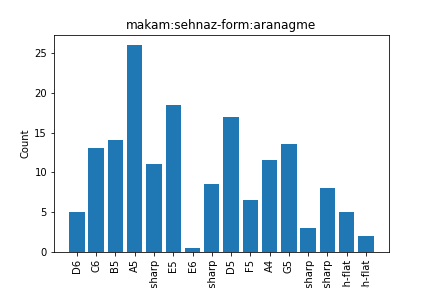 makam:sehnaz-form:aranagme
Count
25
20
15
10
5
0
D6
C6
B5
A5
sharp
E5
E6
sharp
D5
F5
A4
G5
sharp
sharp
h-flat
h-flat